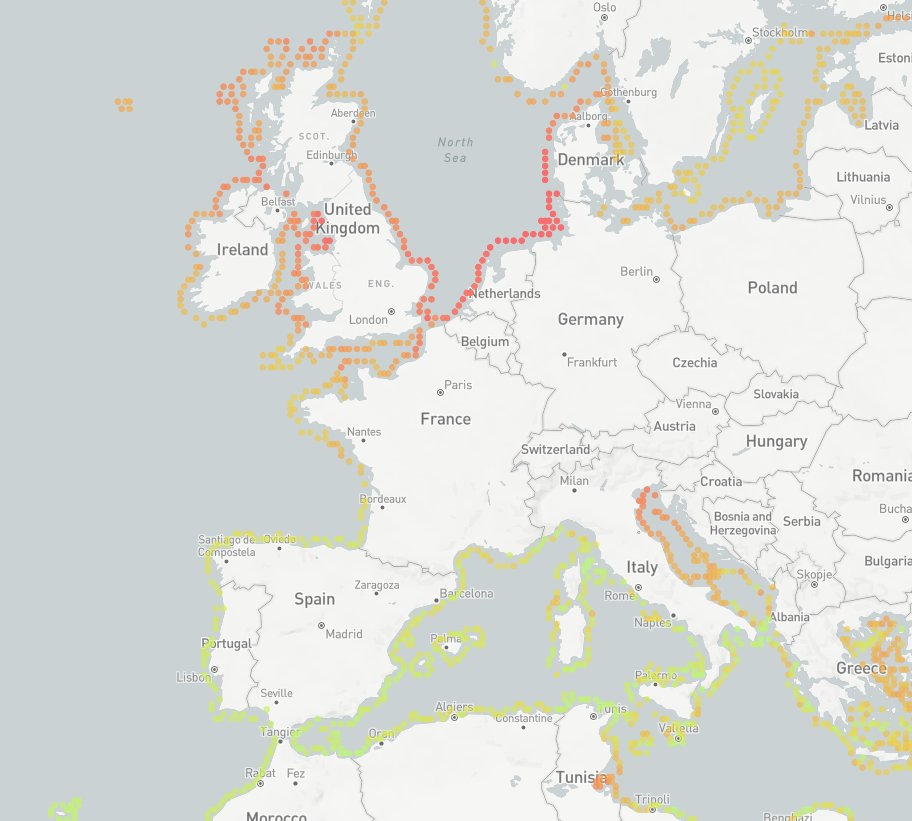 Oslo
Stockholm
Hels
Estoni
Gothenburg
Aalborg
Aberdeen
Latvia
SCOT.
North
Sea
Edinburgh
Denmark
Lithuania
Vilnius
Belfast
United
Kingdom
Ireland
WALES
ENG.
Berlin
Netherlands
Poland
London
Germany
Belgium
Frankfurt
Czechia
Paris
Slovakia
France
Vienna
Austria
Nantes
Hungary
Switzerland
Milan
Croatia
Romania
Bordeaux
Bucha
Bosnia and
Herzegovina
Serbia
Santiago de
Compostela
Oviedo
Bulgaria
Italy
Skopje
Zaragoza
Rome
Barcelona
Spain
Albania
Naples
Madrid
Palma
Portugal
Greece
Lisbon
Palermo
Seville
Algiers
Tunis
Constantine
Valletta
Tangier
Oran
Rabat
Fez
Tunisia
Tripoli
Morocco
Benghazi